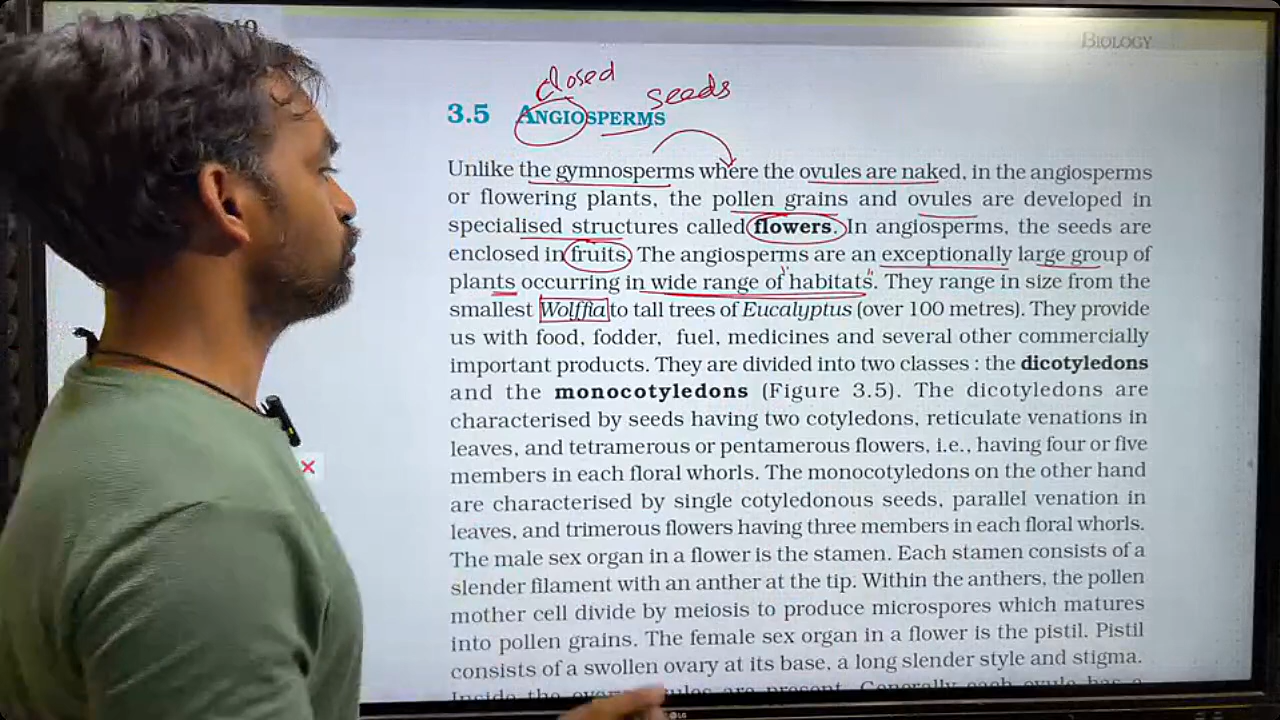 BIOLOGY
closed
seeds
3.5 ANGIOSPERMS
Unlike the gymnosperms where the ovules are naked, in the angiosperms
or flowering plants, the pollen grains and ovules are developed in
specialised structures called flowers. In angiosperms, the seeds are
enclosed in fruits. The angiosperms are an exceptionally large group of
plants occurring in wide range of habitats. They range in size from the
smallest Wolffia to tall trees of Eucalyptus (over 100 metres). They provide
us with food, fodder, fuel, medicines and several other commercially
important products. They are divided into two classes : the dicotyledons
and the monocotyledons (Figure 3.5). The dicotyledons are
characterised by seeds having two cotyledons, reticulate venations in
leaves, and tetramerous or pentamerous flowers, i.e., having four or five
members in each floral whorls. The monocotyledons on the other hand
are characterised by single cotyledonous seeds, parallel venation in
leaves, and trimerous flowers having three members in each floral whorls.
The male sex organ in a flower is the stamen. Each stamen consists of a
slender filament with an anther at the tip. Within the anthers, the pollen
mother cell divide by meiosis to produce microspores which matures
into pollen grains. The female sex organ in a flower is the pistil. Pistil
consists of a swollen ovary at its base, a long slender style and stigma.
Inside the ovules are present. Generally each ovule has a
LG